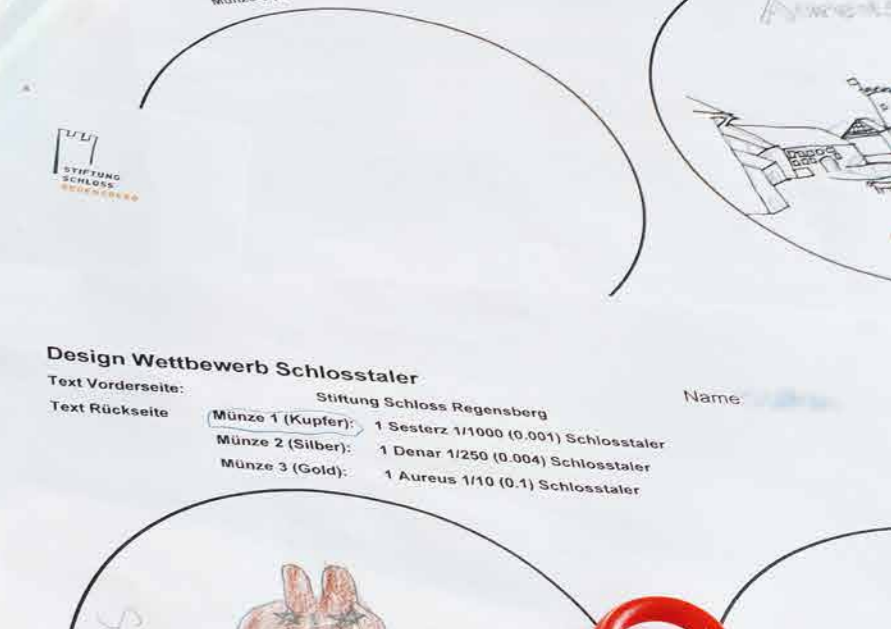 STIFTUNG
SCHLOSS
REGENSBERG
Design Wettbewerb Schlosstaler
Text Vorderseite:
Stiftung Schloss Regensberg
Name
Text Rückseite
Münze 1 (Kupfer): 1 Sesterz 1/1000 (0.001) Schlosstaler
Münze 2 (Silber): 1 Denar 1/250 (0.004) Schlosstaler
Münze 3 (Gold): 1 Aureus 1/10 (0.1) Schlosstaler